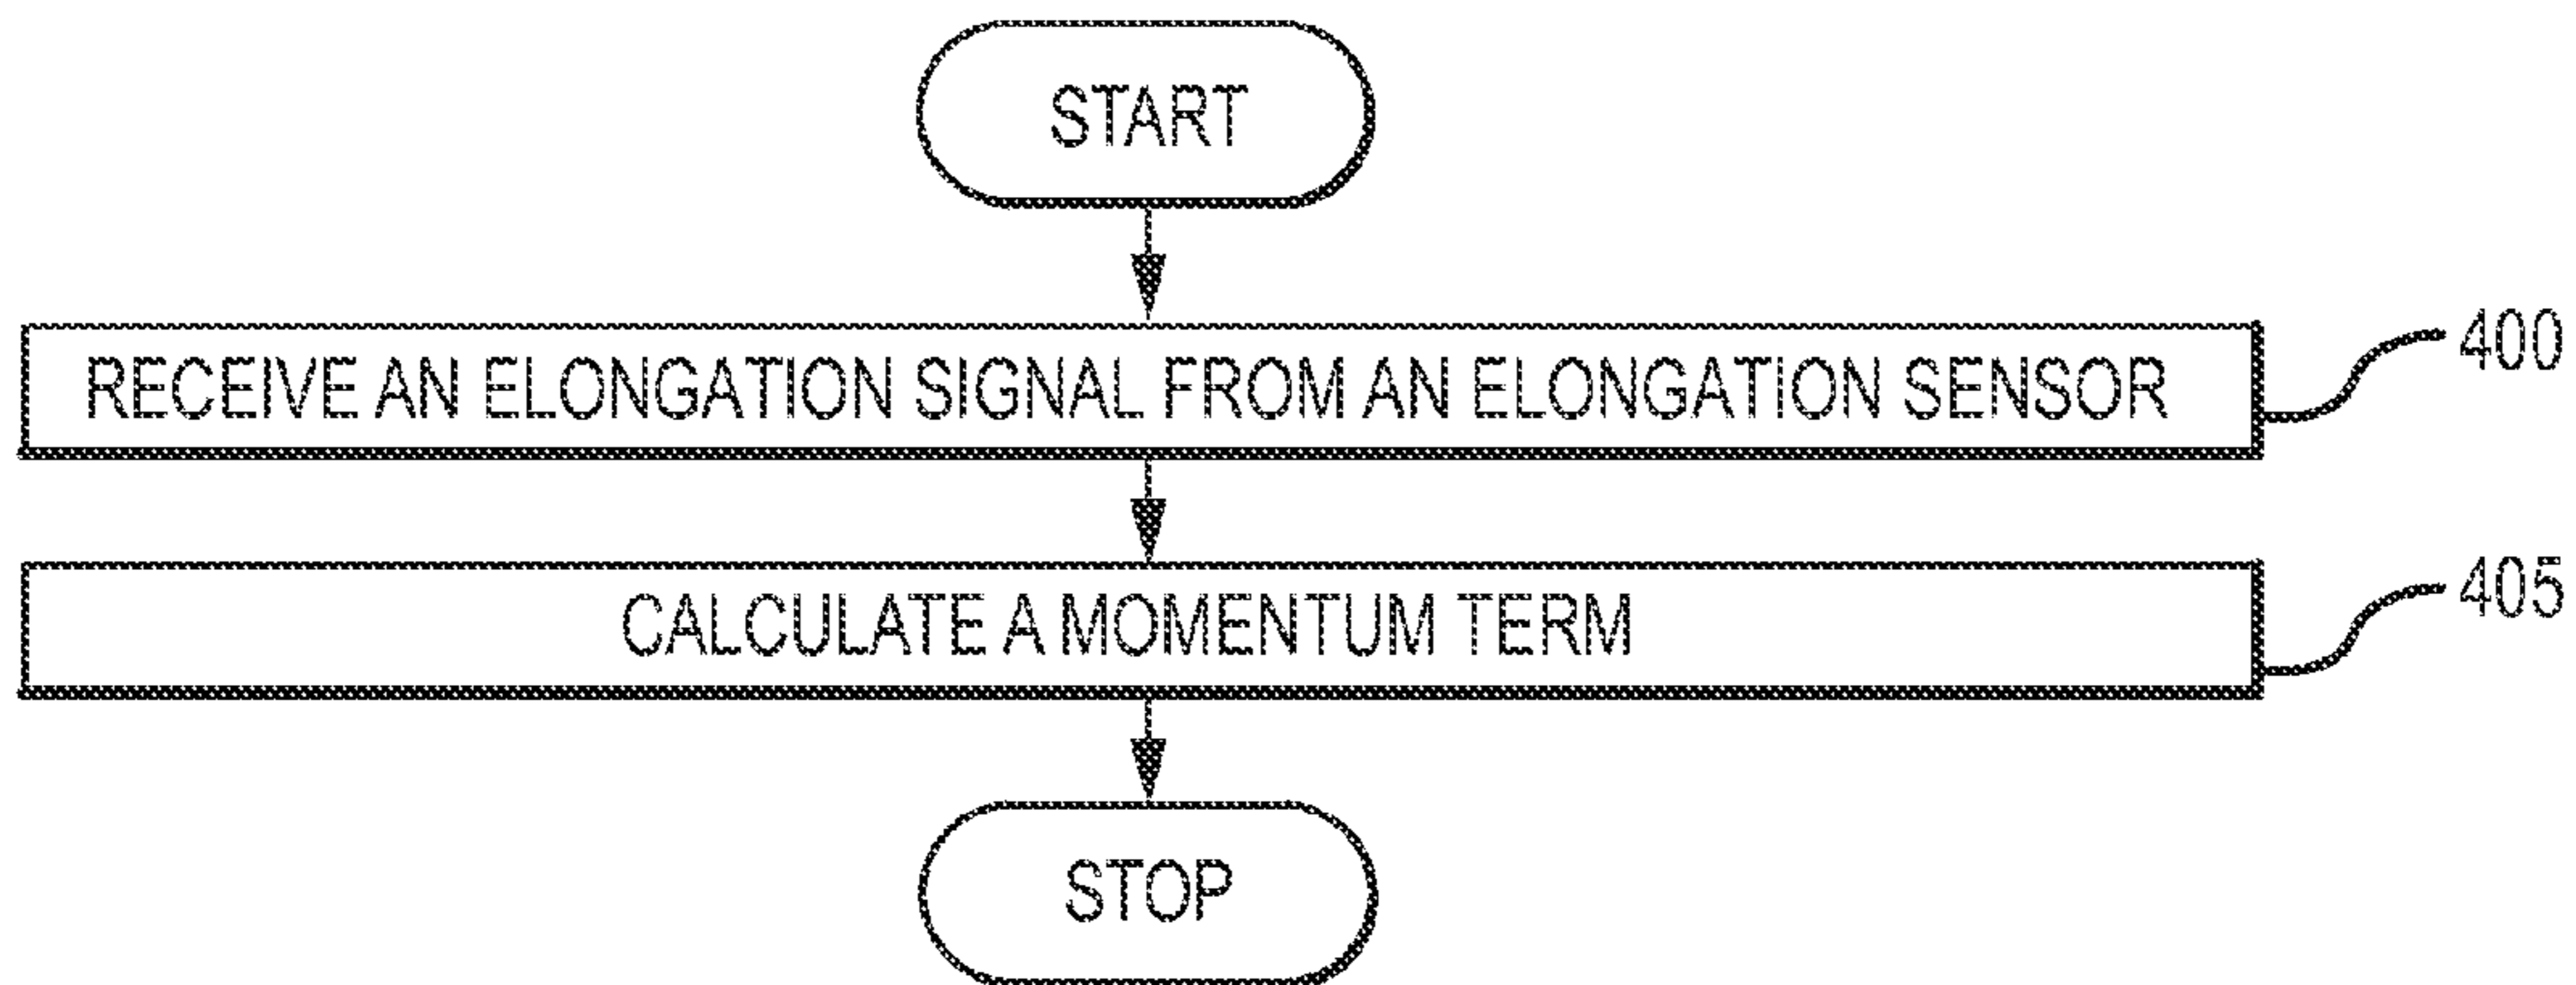 START
RECEIVE AN ELONGATION SIGNAL FROM AN ELONGATION SENSOR
400
CALCULATE A MOMENTUM TERM
405
STOP